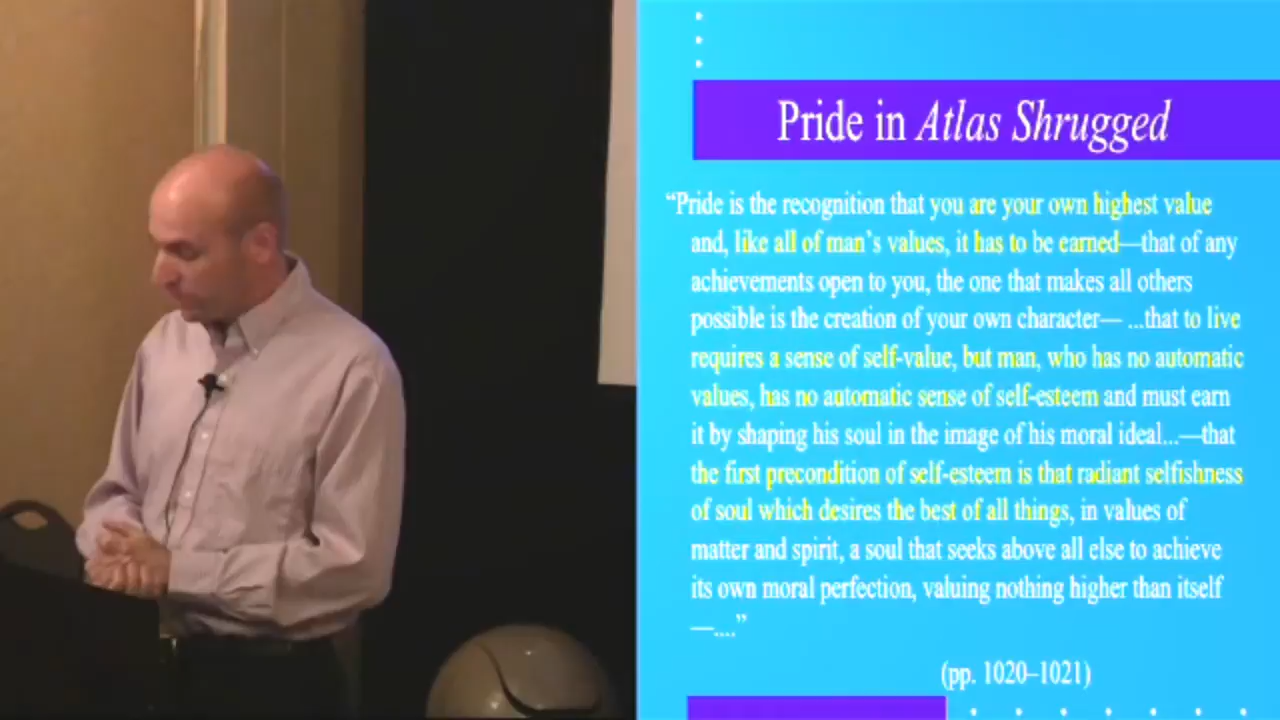 Pride in Atlas Shrugged
“Pride is the recognition that you are your own highest value
and, like all of man’s values, it has to be earned—that of any
achievements open to you, the one that makes all others
possible is the creation of your own character— ...that to live
requires a sense of self-value, but man, who has no automatic
values, has no automatic sense of self-esteem and must earn
it by shaping his soul in the image of his moral ideal...—that
the first precondition of self-esteem is that radiant selfishness
of soul which desires the best of all things, in values of
matter and spirit, a soul that seeks above all else to achieve
its own moral perfection, valuing nothing higher than itself
—....”
(pp. 1020–1021)